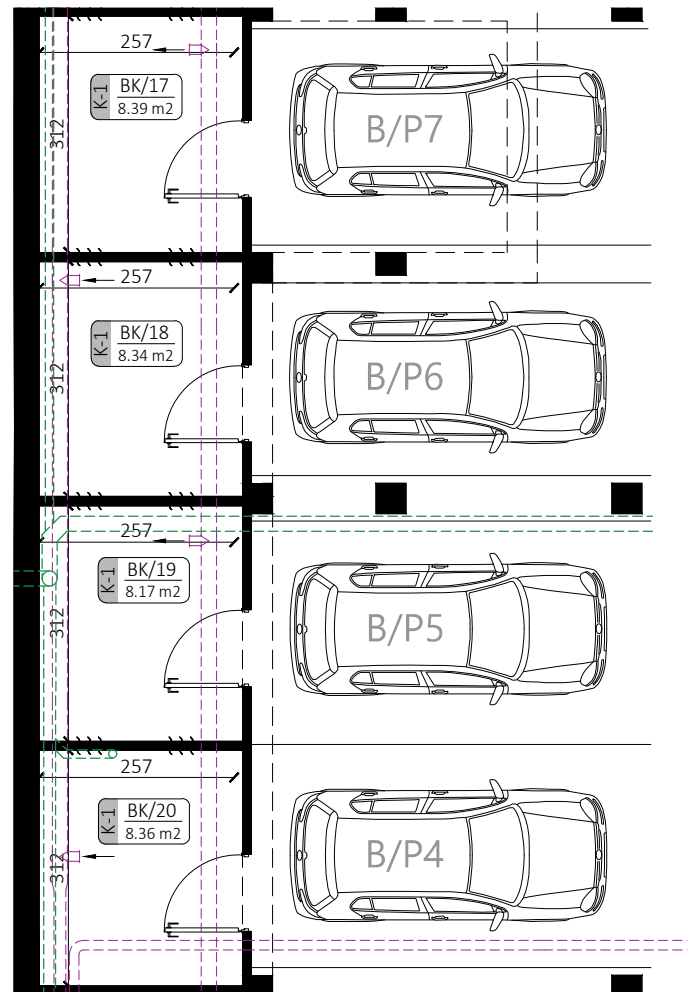 257
K-1
BK/17
8.39 m2
312
B/P7
257
K-1
BK/18
8.34 m2
312
B/P6
257
K-1
BK/19
8.17 m2
312
B/P5
257
K-1
BK/20
8.36 m2
312
B/P4